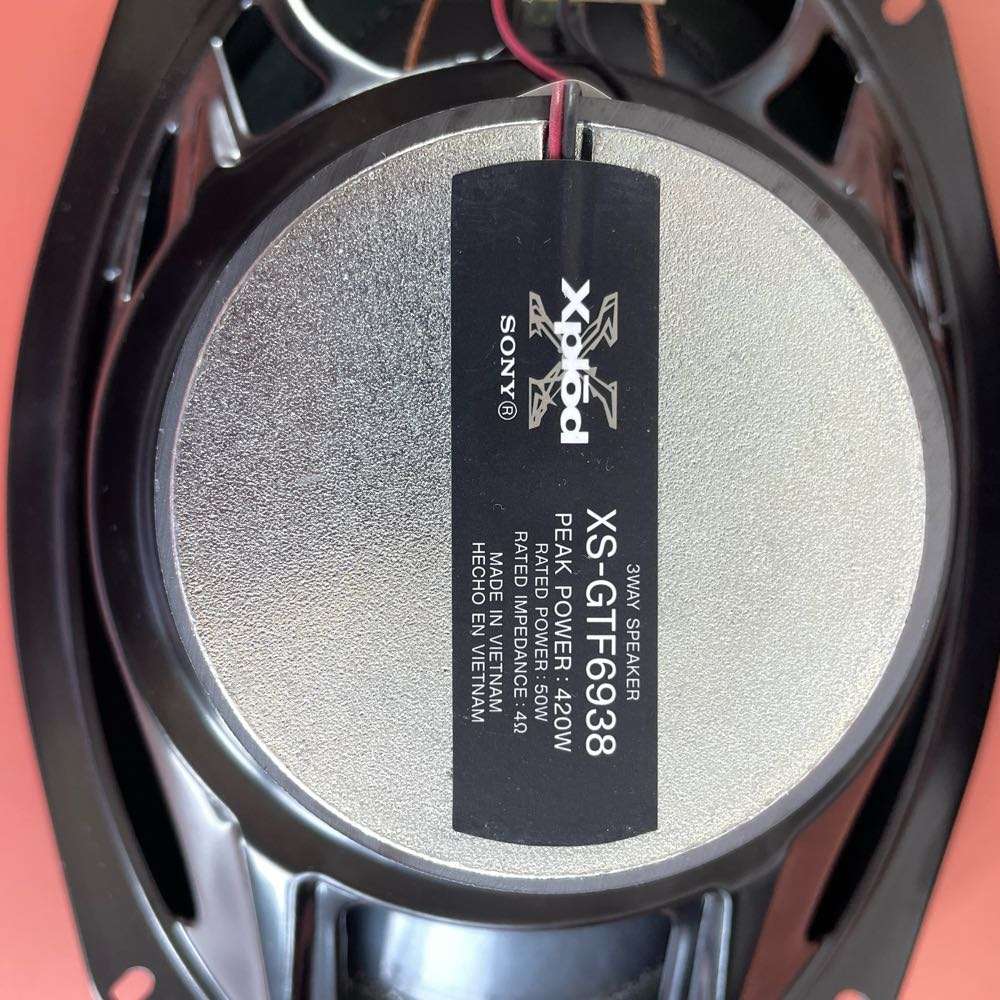 Xplōd
SONY®
3WAY SPEAKER
XS-GTF6938
PEAK POWER : 420W
RATED POWER : 50W
RATED IMPEDANCE : 4Ω
MADE IN VIETNAM
HECHO EN VIETNAM